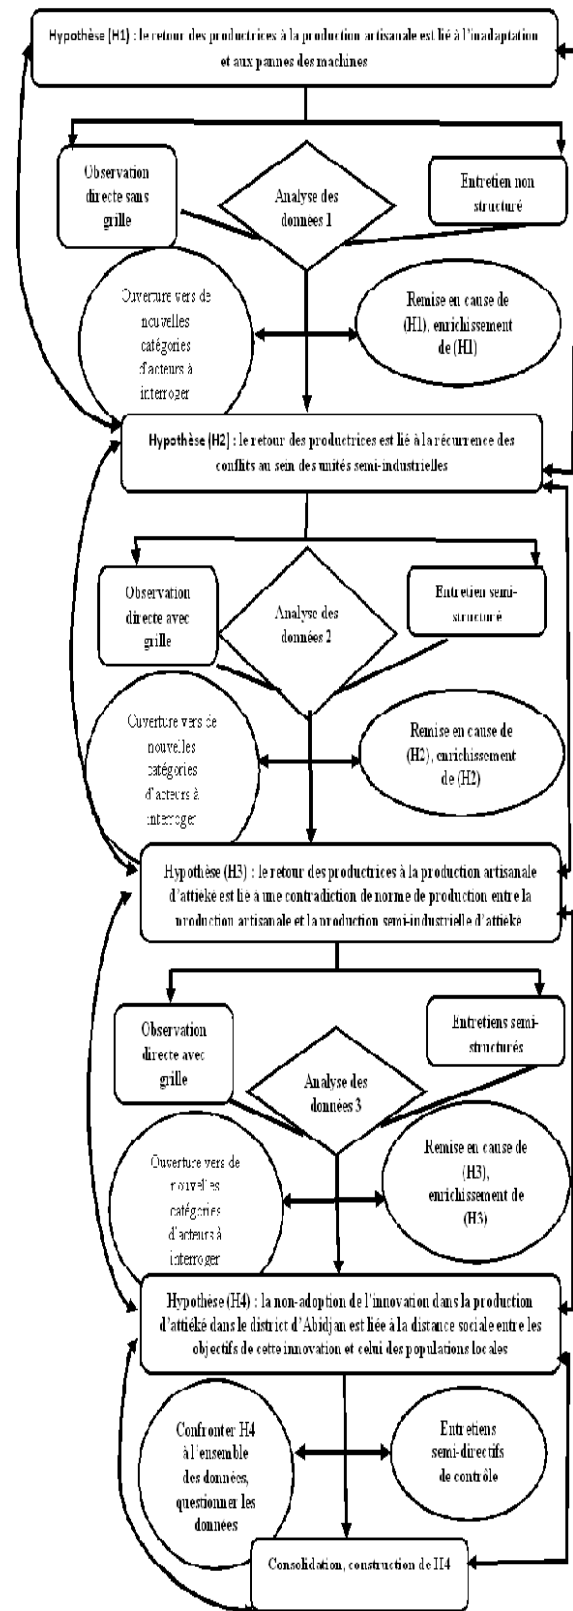 Hypothèse (H1) : le retour des productrices à la production artisanale est lié à l'inadaptation
et aux pannes des machines
Observation
directe sans
grille
Analyse des
données 1
Entretien non
structuré
Ouverture vers de
nouvelles
catégories
d'acteurs à
interroger
Remise en cause de
(H1), enrichissement
de (H1)
Hypothèse (H2) : le retour des productrices est lié à la récurrence des
conflits au sein des unités semi-industrielles
Observation
directe avec
grille
Analyse des
données 2
Entretien semi-
structuré
Ouverture vers de
nouvelles
catégories
d'acteurs à
interroger
Remise en cause de
(H2), enrichissement
de (H2)
Hypothèse (H3) : le retour des productrices à la production artisanale
d'attiéké est lié à une contradiction de norme de production entre la
production artisanale et la production semi-industrielle d'attiéké
Observation
directe avec
grille
Analyse des
données 3
Entretiens semi-
structurés
Ouverture vers de
nouvelles
catégories
d'acteurs à
interroger
Remise en cause de
(H3),
enrichissement de
(H3)
Hypothèse (H4) : la non-adoption de l'innovation dans la production
d'attiéké dans le district d'Abidjan est liée à la distance sociale entre les
objectifs de cette innovation et celui des populations locales
Confronter H4
à l'ensemble
des données,
questionner les
données
Entretiens
semi-directifs
de contrôle
Consolidation, construction de H4